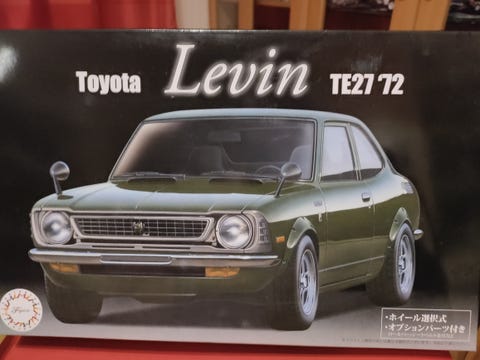 Toyota Levin TE27 '72
・ホイール選択式
・オプションパーツ付き
Fujimi